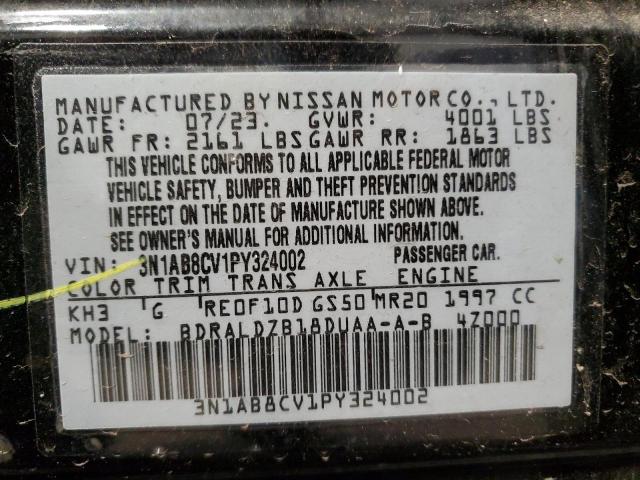 MANUFACTURED BY NISSAN MOTOR CO., LTD.
DATE: 07/23. GVWR: 4001 LBS
GAWR FR: 2161 LBS GAWR RR: 1863 LBS
THIS VEHICLE CONFORMS TO ALL APPLICABLE FEDERAL MOTOR
VEHICLE SAFETY, BUMPER AND THEFT PREVENTION STANDARDS
IN EFFECT ON THE DATE OF MANUFACTURE SHOWN ABOVE.
SEE OWNER'S MANUAL FOR ADDITIONAL INFORMATION.
VIN: 3N1AB8CV1PY324002 PASSENGER CAR.
COLOR TRIM TRANS AXLE ENGINE
KH3 G RE0F10D GS50 MR20 1997 CC
MODEL: BDRALDZB18DUAA-A-B 4Z000
3N1AB8CV1PY324002